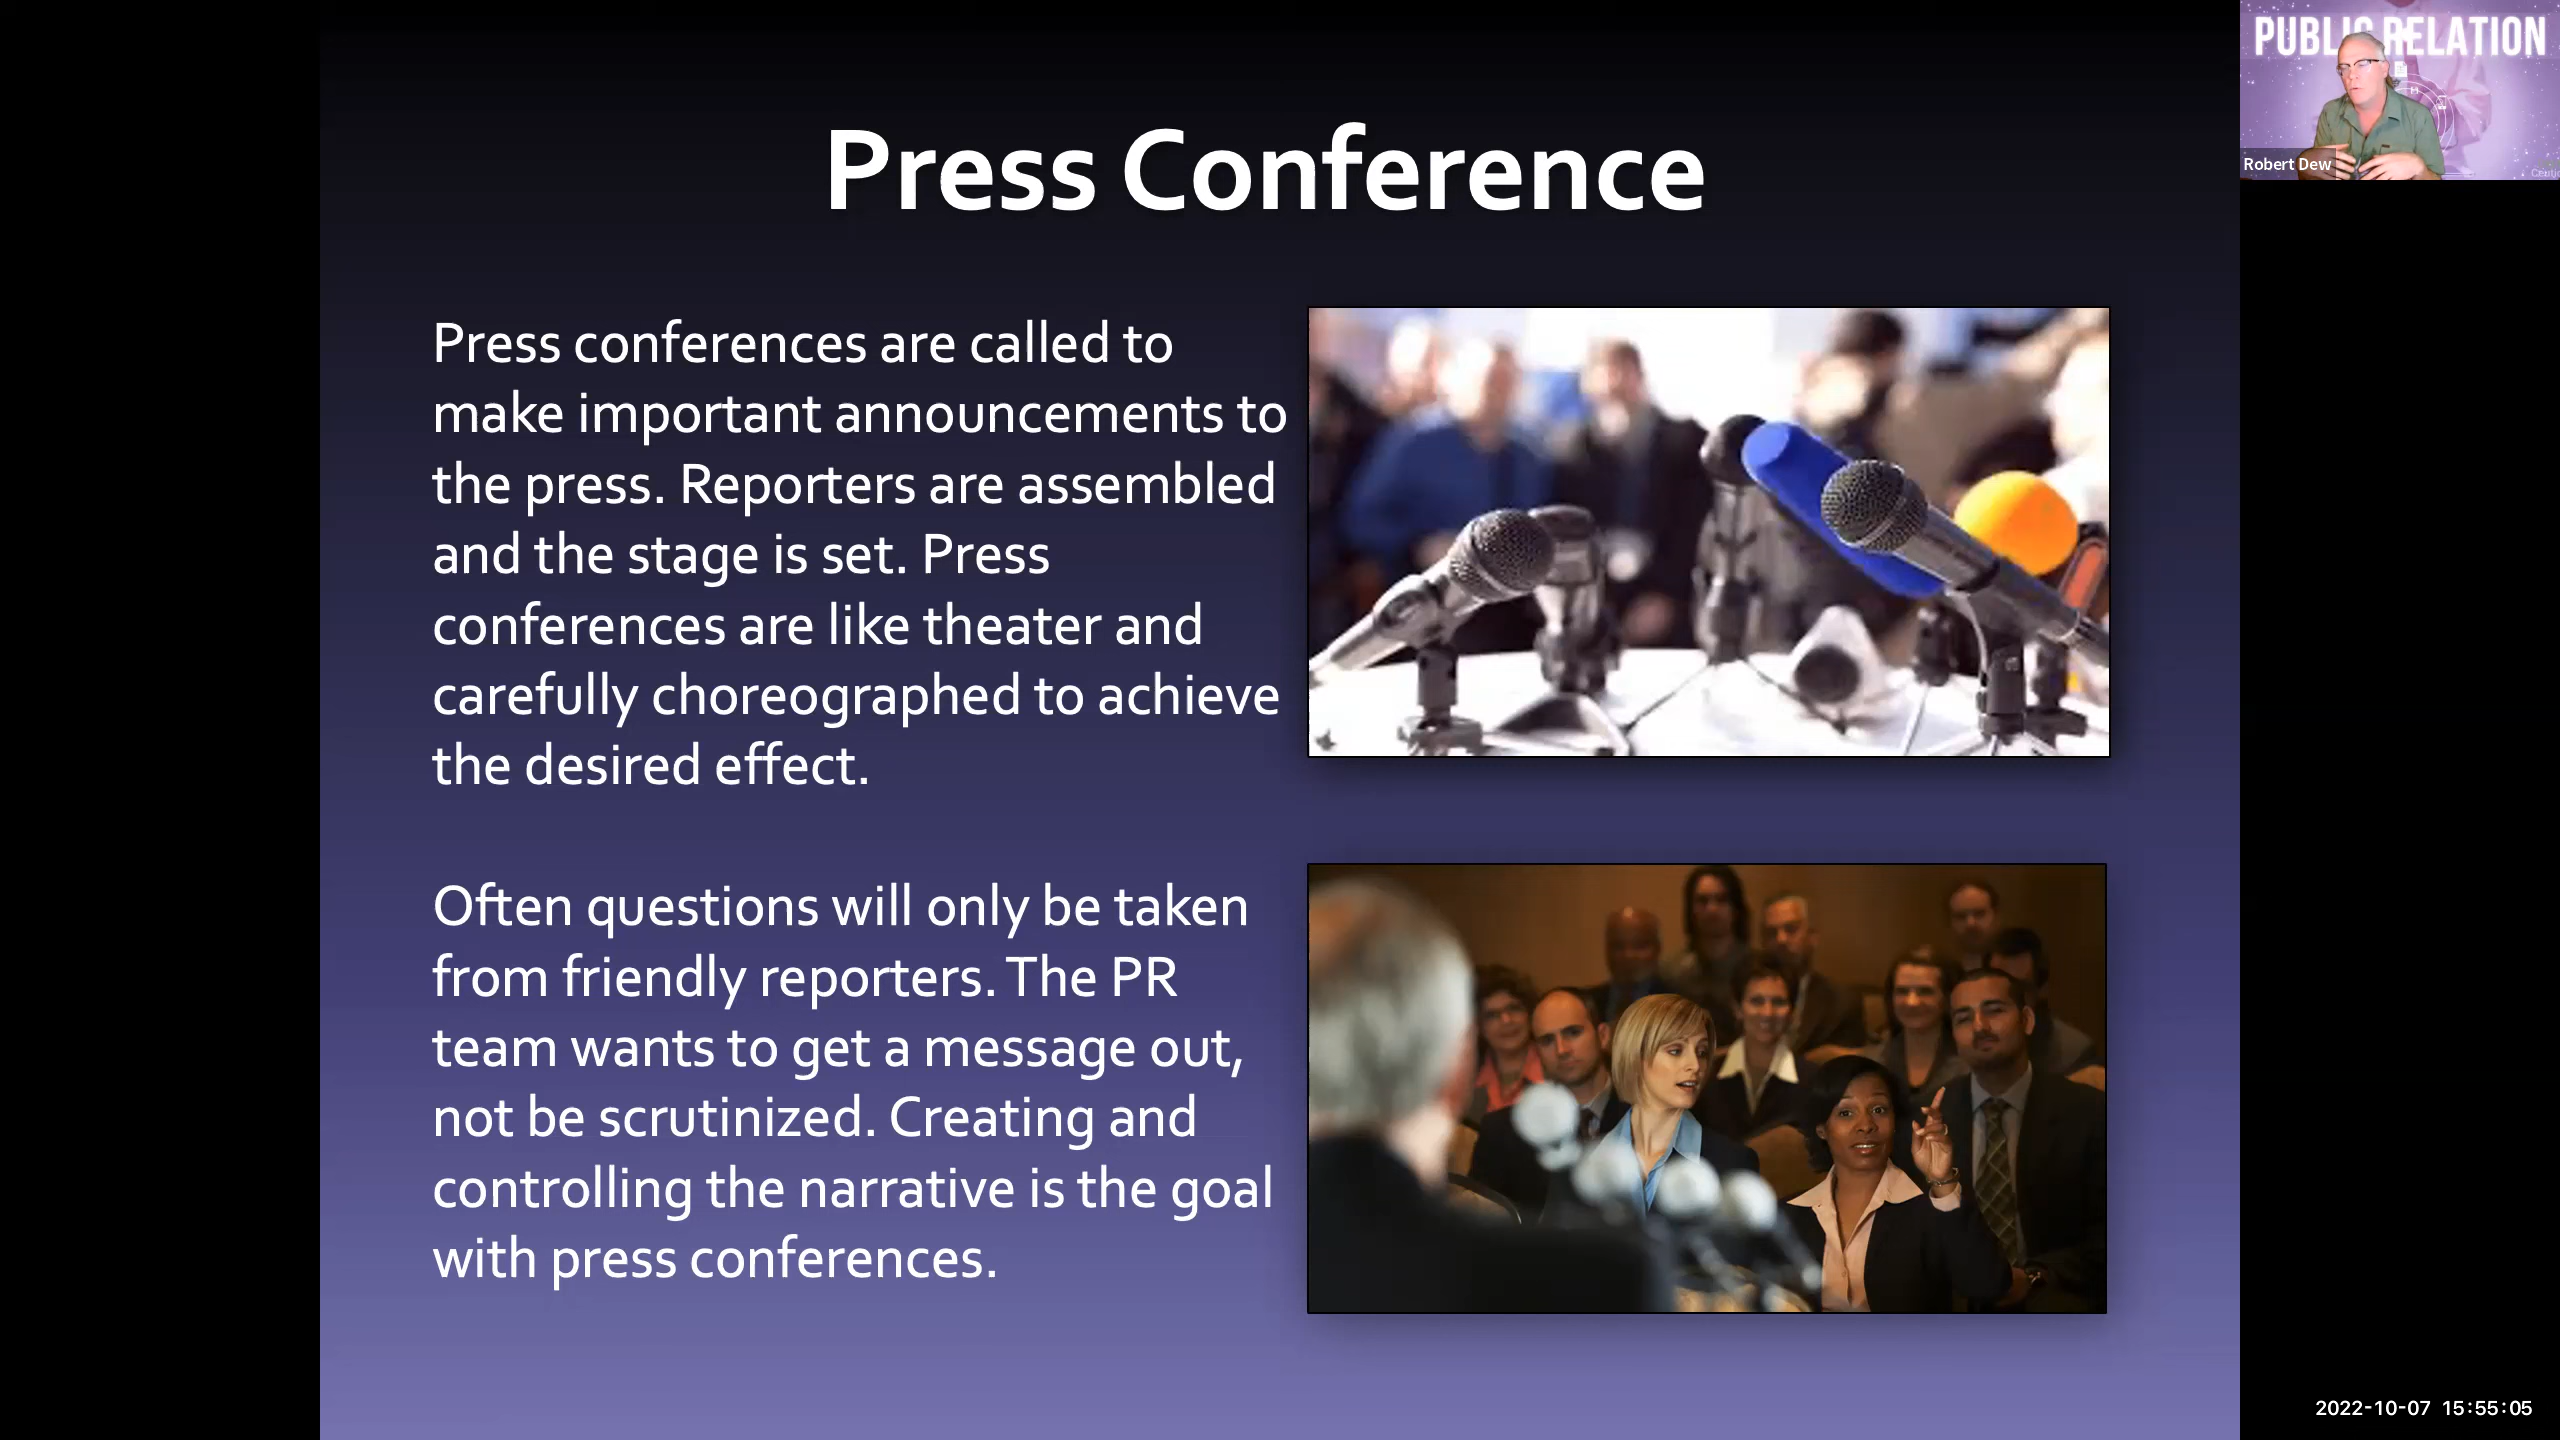 PUBLIC RELATION
Robert Dew
Press Conference
Press conferences are called to
make important announcements to
the press. Reporters are assembled
and the stage is set. Press
conferences are like theater and
carefully choreographed to achieve
the desired effect.
Often questions will only be taken
from friendly reporters. The PR
team wants to get a message out,
not be scrutinized. Creating and
controlling the narrative is the goal
with press conferences.
2022-10-07 15:55:05